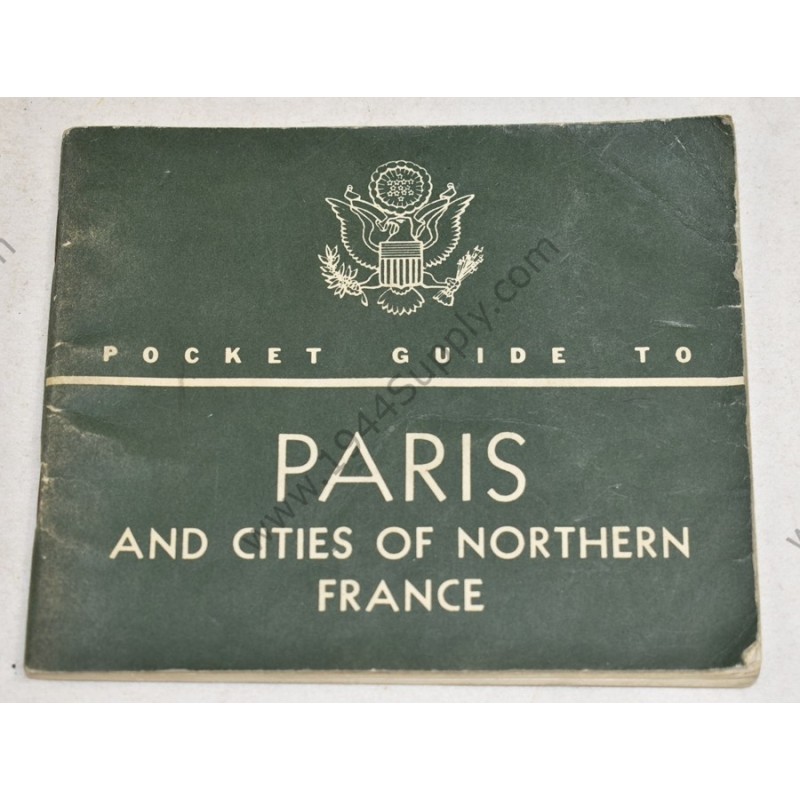 POCKET GUIDE TO
PARIS
AND CITIES OF NORTHERN
FRANCE
www.1944Supply.com